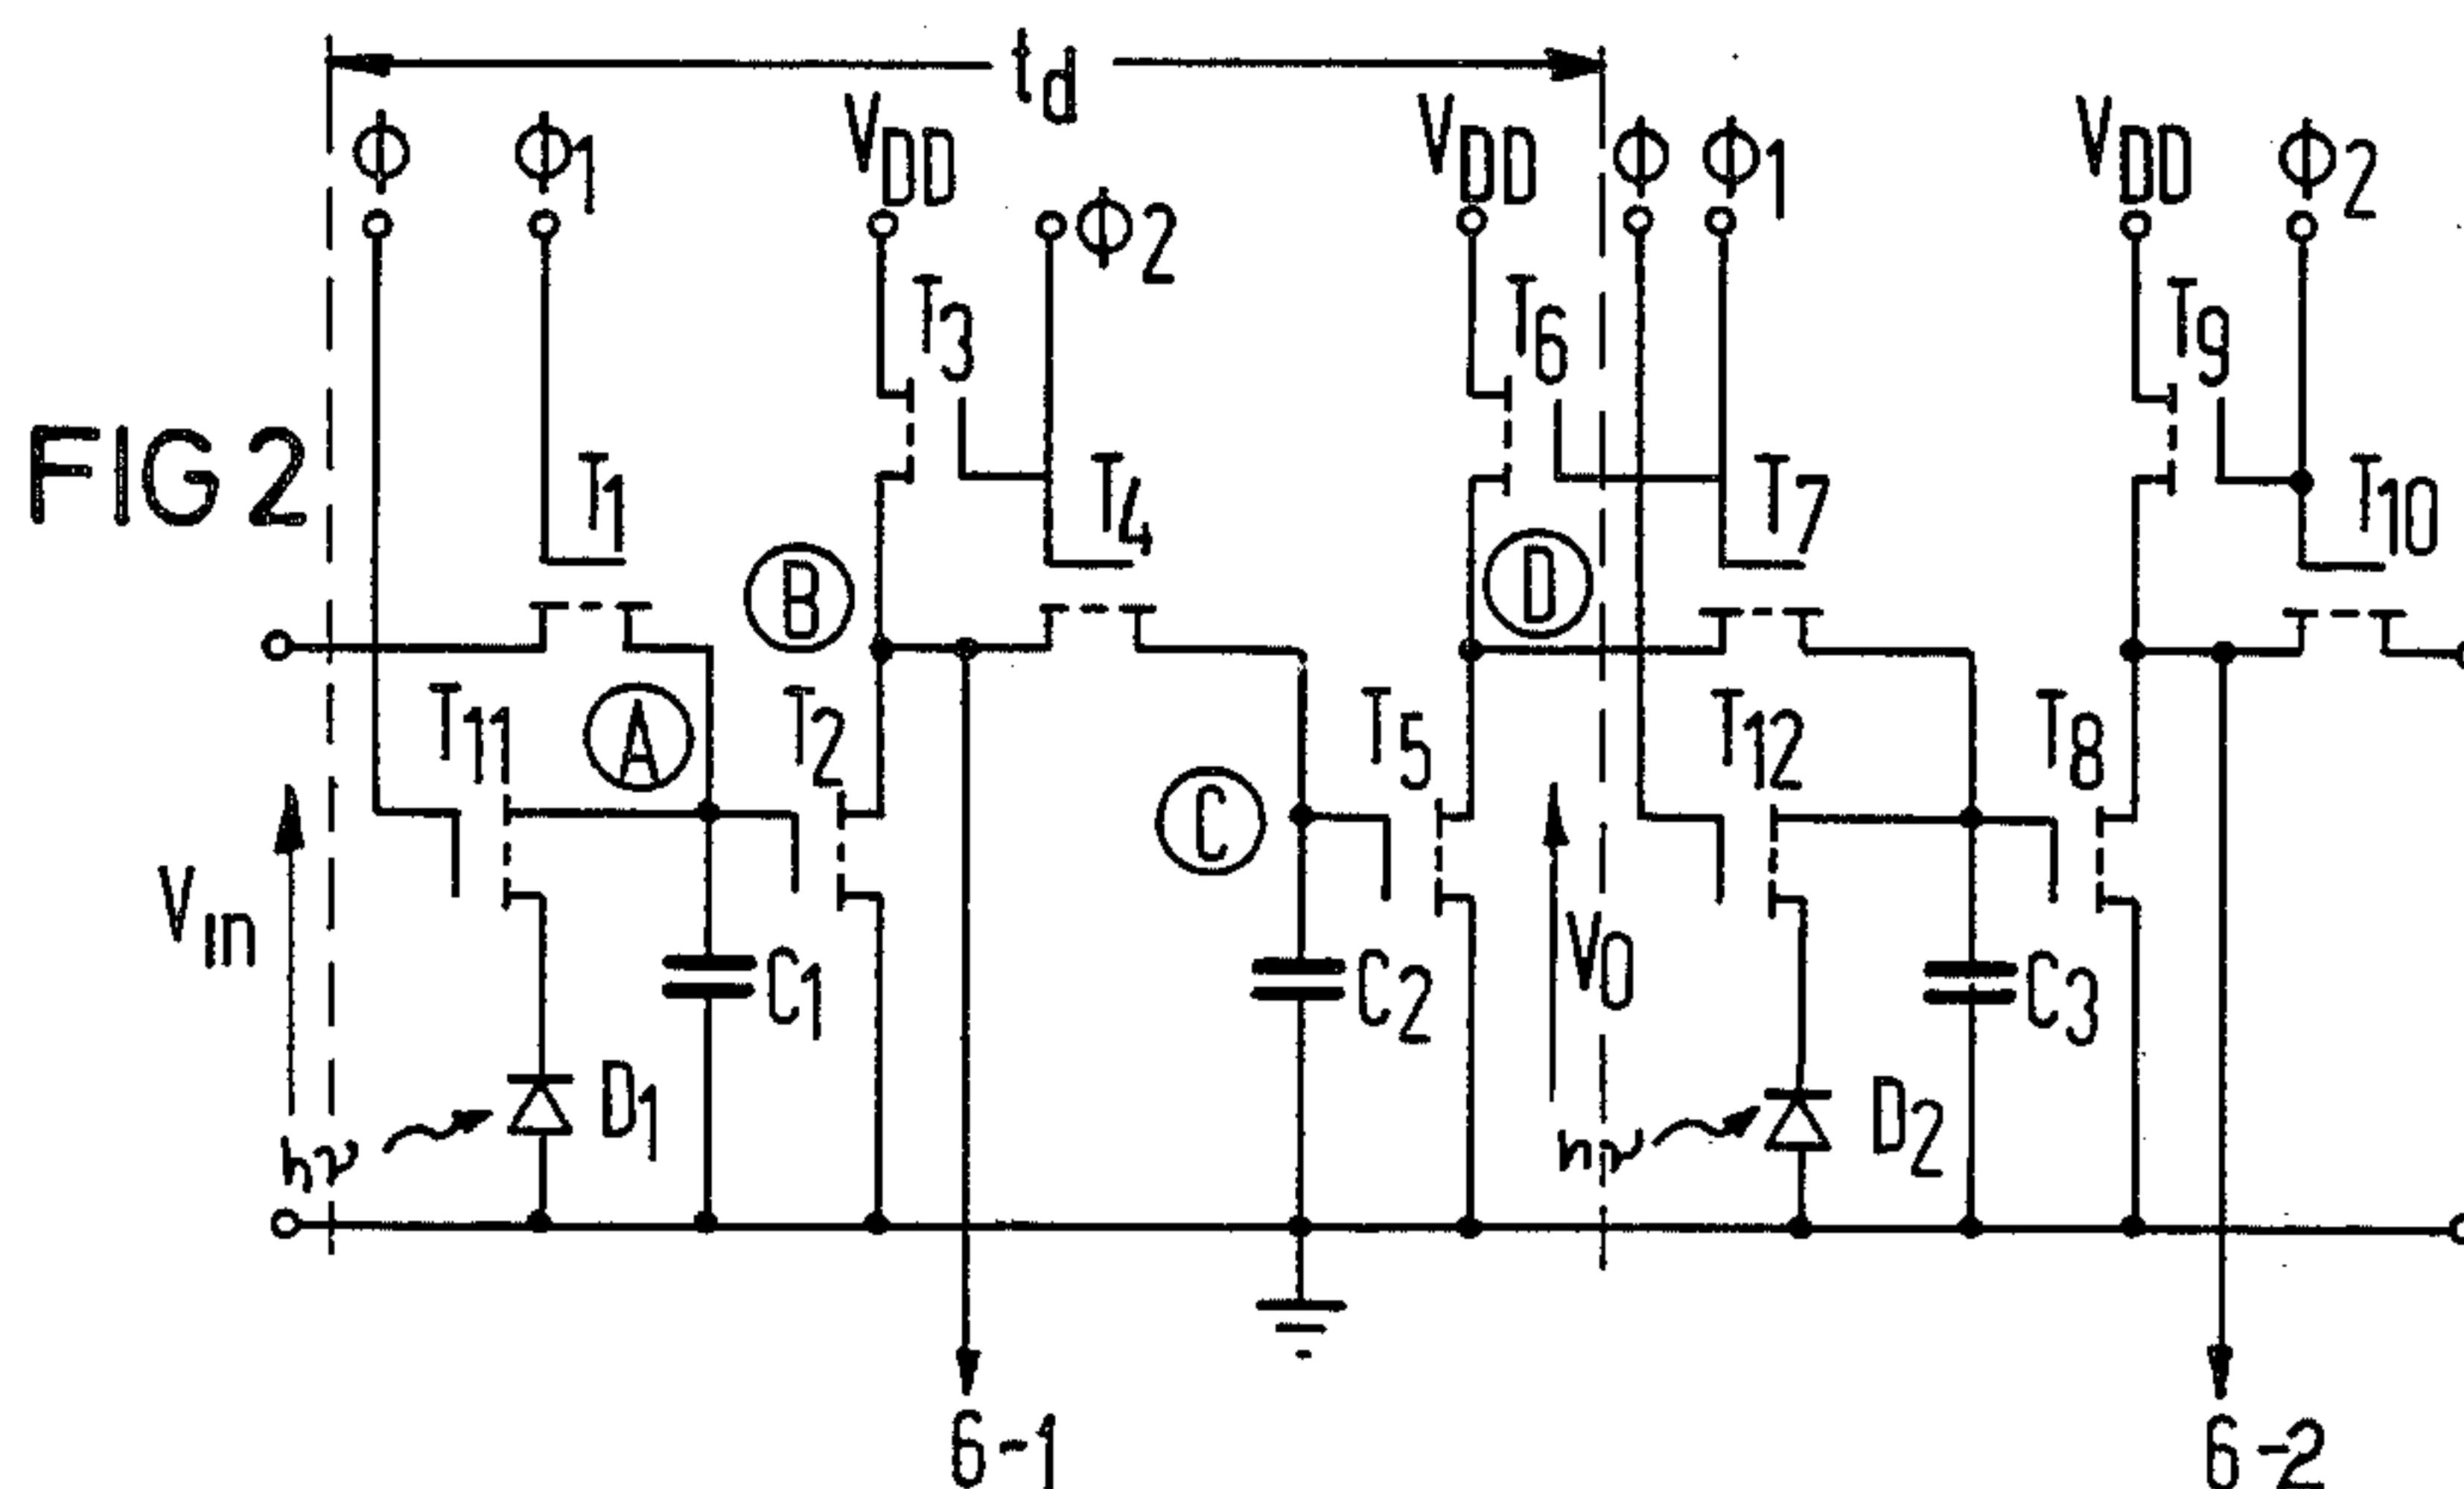 td
Φ Φ1 VDD Φ2 VDD Φ Φ1 VDD Φ2
T3 T6 T9
FIG 2
T1 T4 T7 T10
B D
T11 A T2 T5 T12 T8
C
Vin VO
C1 C2 C3
D1 D2
hν hν
6-1 6-2